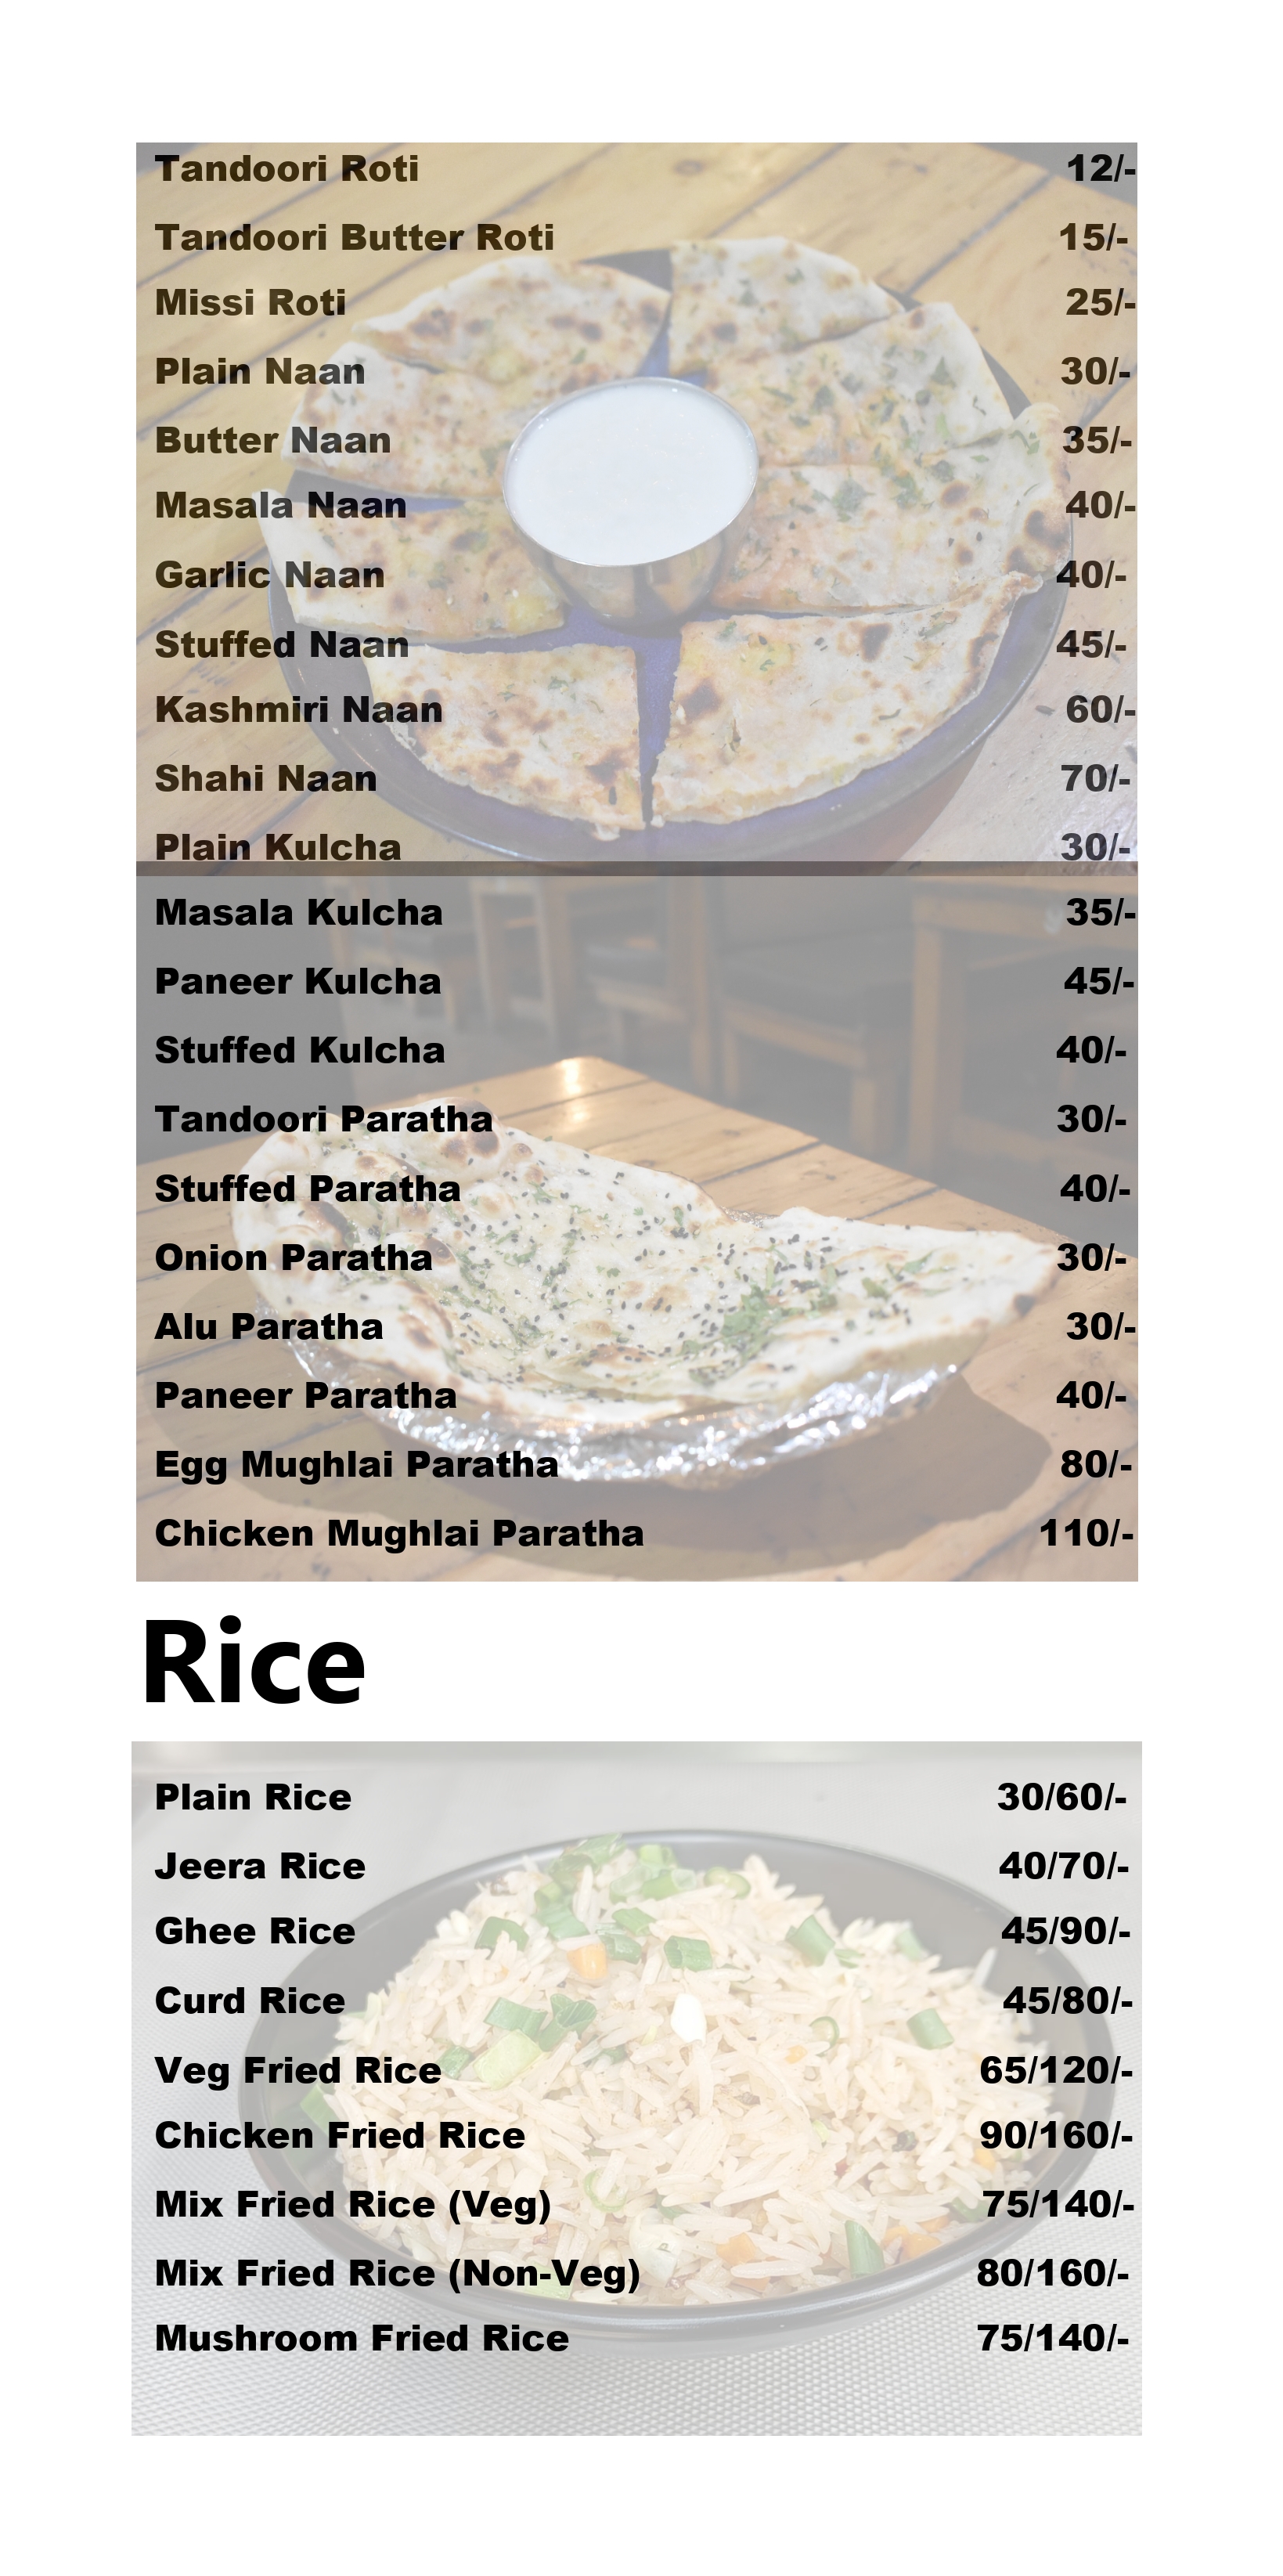 Tandoori Roti 12/-
Tandoori Butter Roti 15/-
Missi Roti 25/-
Plain Naan 30/-
Butter Naan 35/-
Masala Naan 40/-
Garlic Naan 40/-
Stuffed Naan 45/-
Kashmiri Naan 60/-
Shahi Naan 70/-
Plain Kulcha 30/-
Masala Kulcha 35/-
Paneer Kulcha 45/-
Stuffed Kulcha 40/-
Tandoori Paratha 30/-
Stuffed Paratha 40/-
Onion Paratha 30/-
Alu Paratha 30/-
Paneer Paratha 40/-
Egg Mughlai Paratha 80/-
Chicken Mughlai Paratha 110/-
Rice
Plain Rice 30/60/-
Jeera Rice 40/70/-
Ghee Rice 45/90/-
Curd Rice 45/80/-
Veg Fried Rice 65/120/-
Chicken Fried Rice 90/160/-
Mix Fried Rice (Veg) 75/140/-
Mix Fried Rice (Non-Veg) 80/160/-
Mushroom Fried Rice 75/140/-